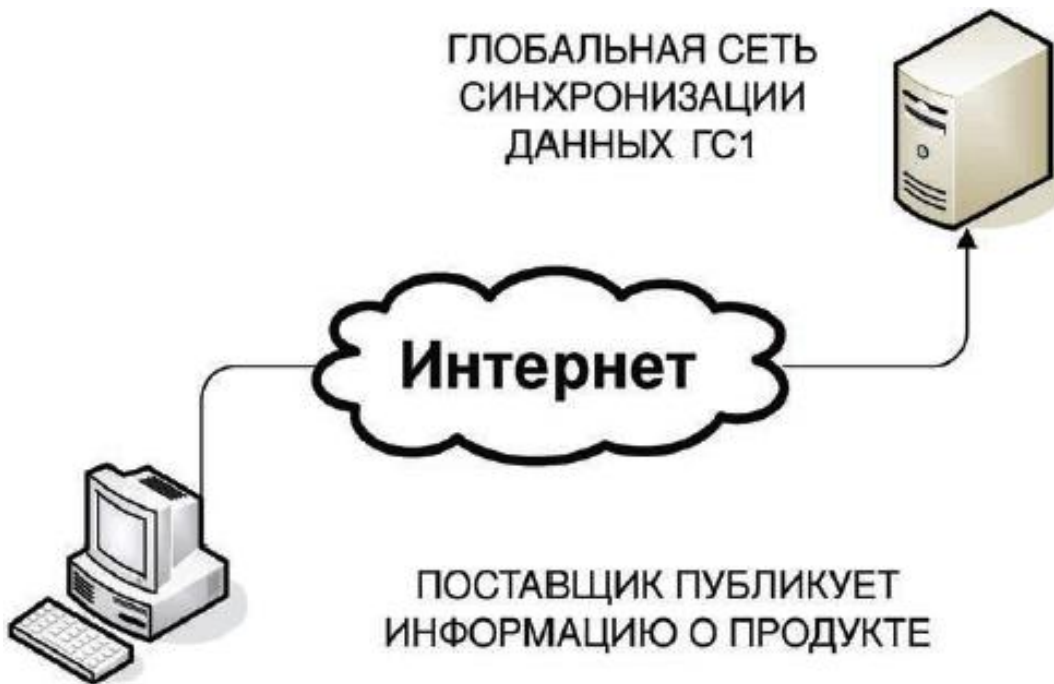 ГЛОБАЛЬНАЯ СЕТЬ
СИНХРОНИЗАЦИИ
ДАННЫХ ГС1
Интернет
ПОСТАВЩИК ПУБЛИКУЕТ
ИНФОРМАЦИЮ О ПРОДУКТЕ